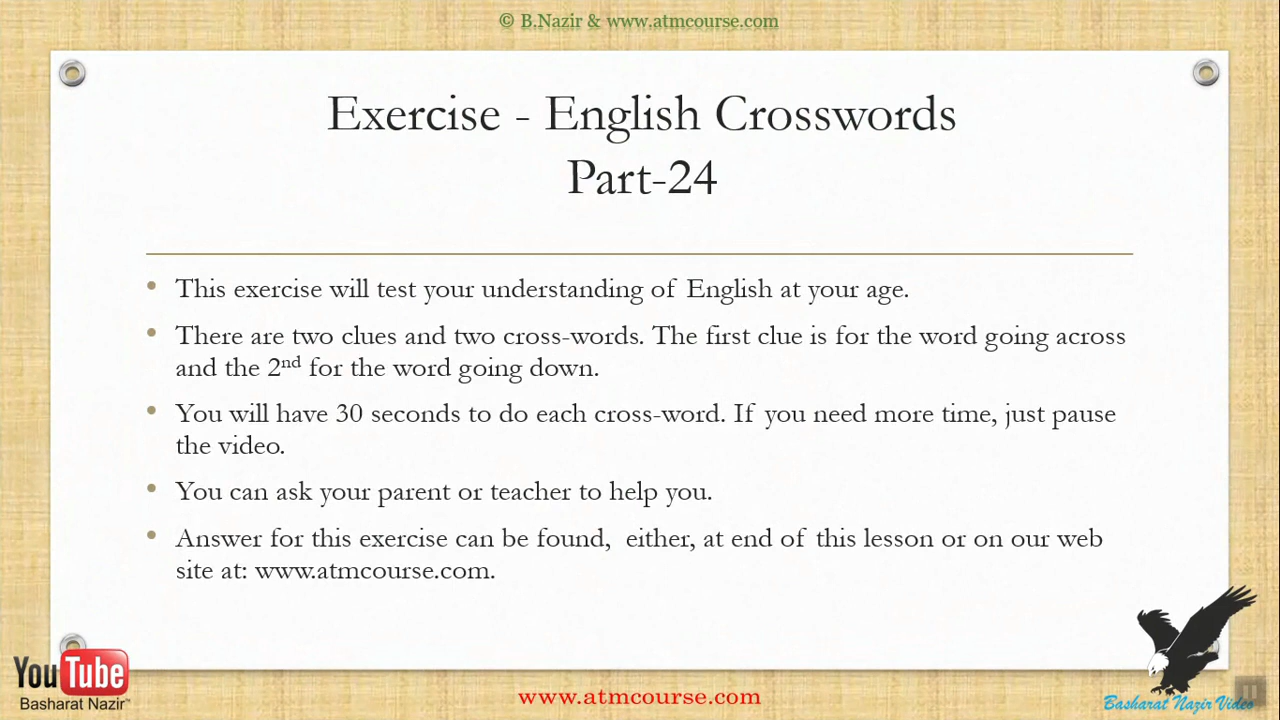 © B.Nazir & www.atmcourse.com
Exercise - English Crosswords
Part-24
• This exercise will test your understanding of English at your age.
• There are two clues and two cross-words. The first clue is for the word going across
and the 2nd for the word going down.
• You will have 30 seconds to do each cross-word. If you need more time, just pause
the video.
• You can ask your parent or teacher to help you.
• Answer for this exercise can be found, either, at end of this lesson or on our web
site at: www.atmcourse.com.
YouTube
Basharat Nazir™
www.atmcourse.com
Basharat Nazir Video